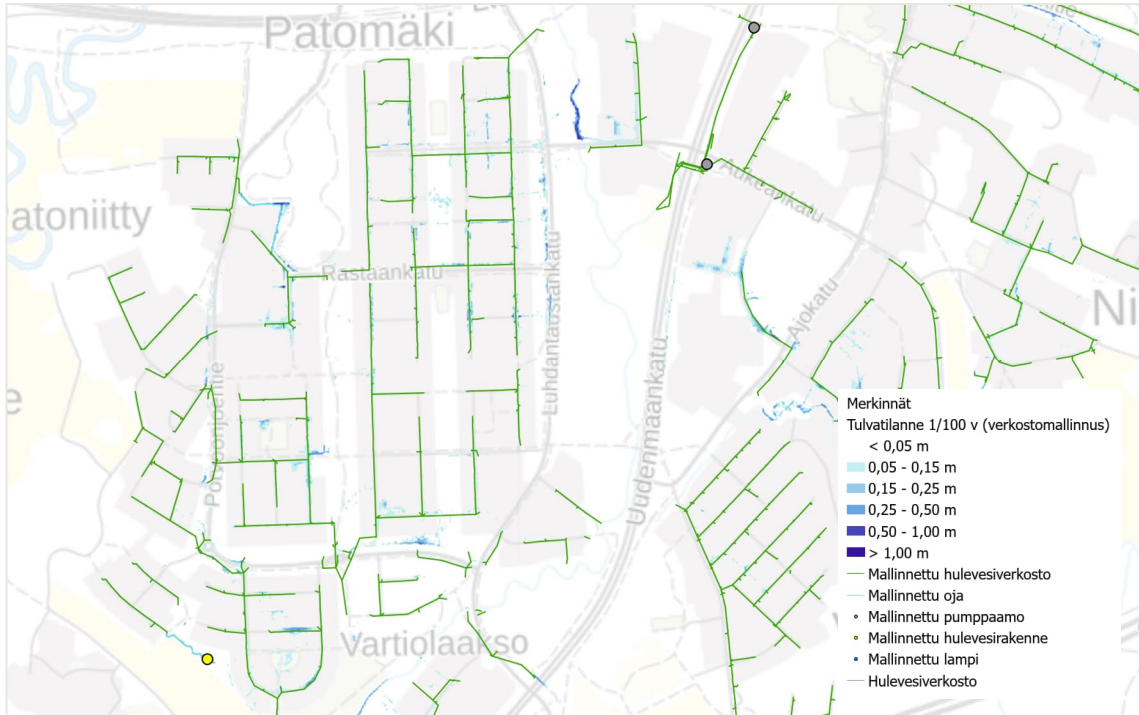 Patomäki
Aukeankatu
atoniitty
Rastaankatu
Luhdantaustankatu
Ajokatu
Ni
e
Porvoonjoentie
Uudenmaankatu
Vartiolaakso
Merkinnät
Tulvatilanne 1/100 v (verkostomallinnus)
< 0,05 m
0,05 - 0,15 m
0,15 - 0,25 m
0,25 - 0,50 m
0,50 - 1,00 m
> 1,00 m
Mallinnettu hulevesiverkosto
Mallinnettu oja
Mallinnettu pumppaamo
Mallinnettu hulevesirakenne
Mallinnettu lampi
Hulevesiverkosto